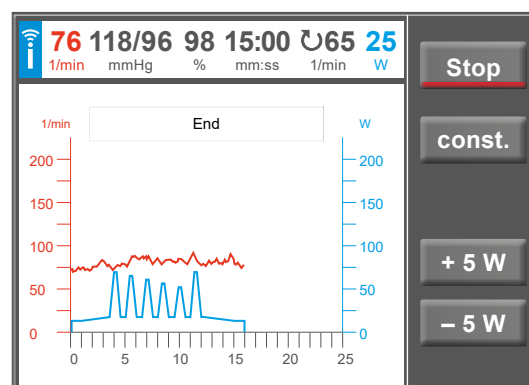 76 118/96 98 15:00 ↻65 25
1/min mmHg % mm:ss 1/min W
Stop
const.
+ 5 W
– 5 W
End
1/min W
200 200
150 150
100 100
50 50
0 0
0 5 10 15 20 25